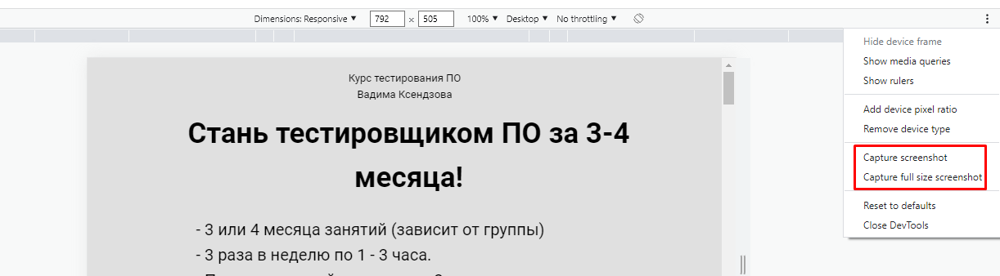 Dimensions: Responsive ▼ 792 x 505 100% ▼ Desktop ▼ No throttling ▼
Hide device frame
Show media queries
Show rulers
Add device pixel ratio
Remove device type
Capture screenshot
Capture full size screenshot
Reset to defaults
Close DevTools
Курс тестирования ПО
Вадима Ксендзова
Стань тестировщиком ПО за 3-4
месяца!
- 3 или 4 месяца занятий (зависит от группы)
- 3 раза в неделю по 1 - 3 часа.